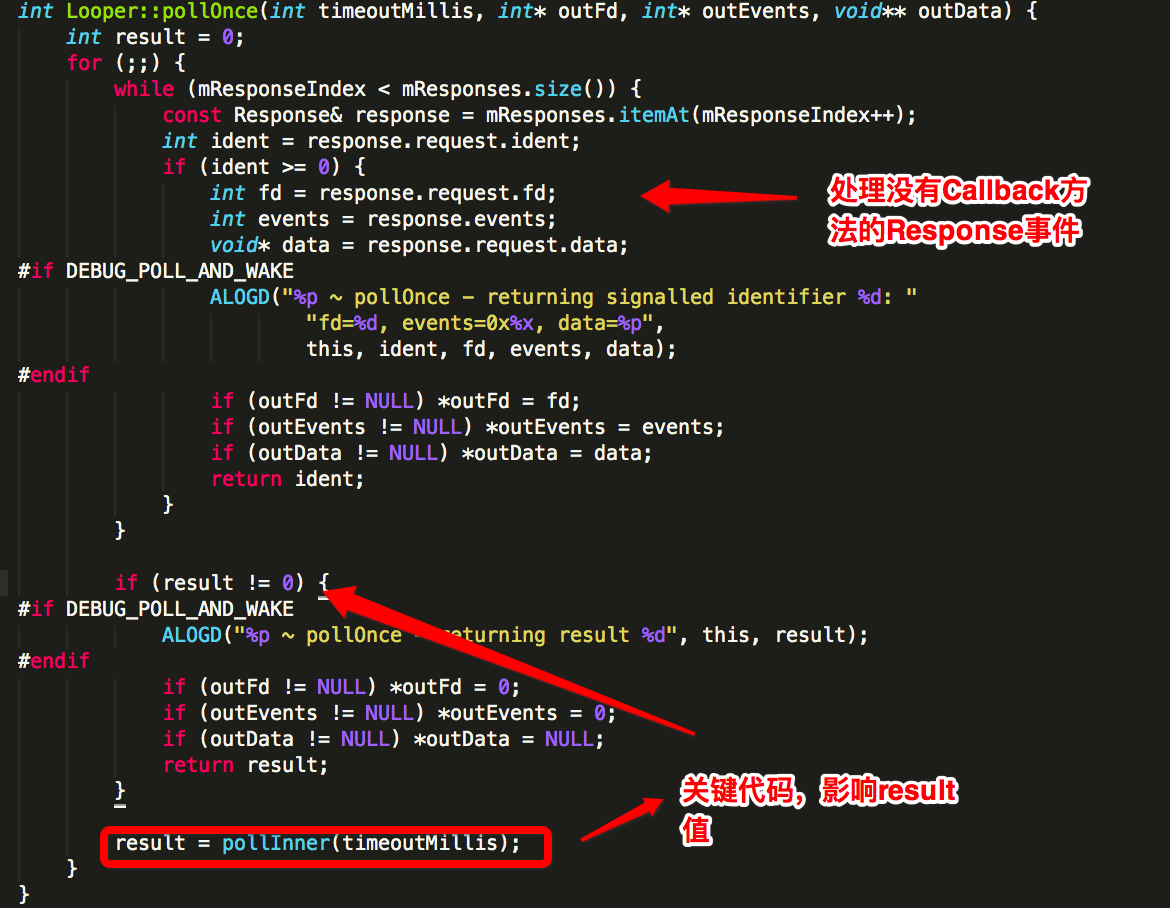 int Looper::pollOnce(int timeoutMillis, int* outFd, int* outEvents, void** outData) {
    int result = 0;
    for (;;) {
        while (mResponseIndex < mResponses.size()) {
            const Response& response = mResponses.itemAt(mResponseIndex++);
            int ident = response.request.ident;
            if (ident >= 0) {
                int fd = response.request.fd;
                int events = response.events;
                void* data = response.request.data;
处理没有Callback方
法的Response事件
#if DEBUG_POLL_AND_WAKE
                ALOGD("%p ~ pollOnce - returning signalled identifier %d: "
                        "fd=%d, events=0x%x, data=%p",
                        this, ident, fd, events, data);
#endif
                if (outFd != NULL) *outFd = fd;
                if (outEvents != NULL) *outEvents = events;
                if (outData != NULL) *outData = data;
                return ident;
            }
        }
        if (result != 0) {
#if DEBUG_POLL_AND_WAKE
            ALOGD("%p ~ pollOnce - returning result %d", this, result);
#endif
            if (outFd != NULL) *outFd = 0;
            if (outEvents != NULL) *outEvents = 0;
            if (outData != NULL) *outData = NULL;
            return result;
        }
关键代码，影响result
值
        result = pollInner(timeoutMillis);
    }
}